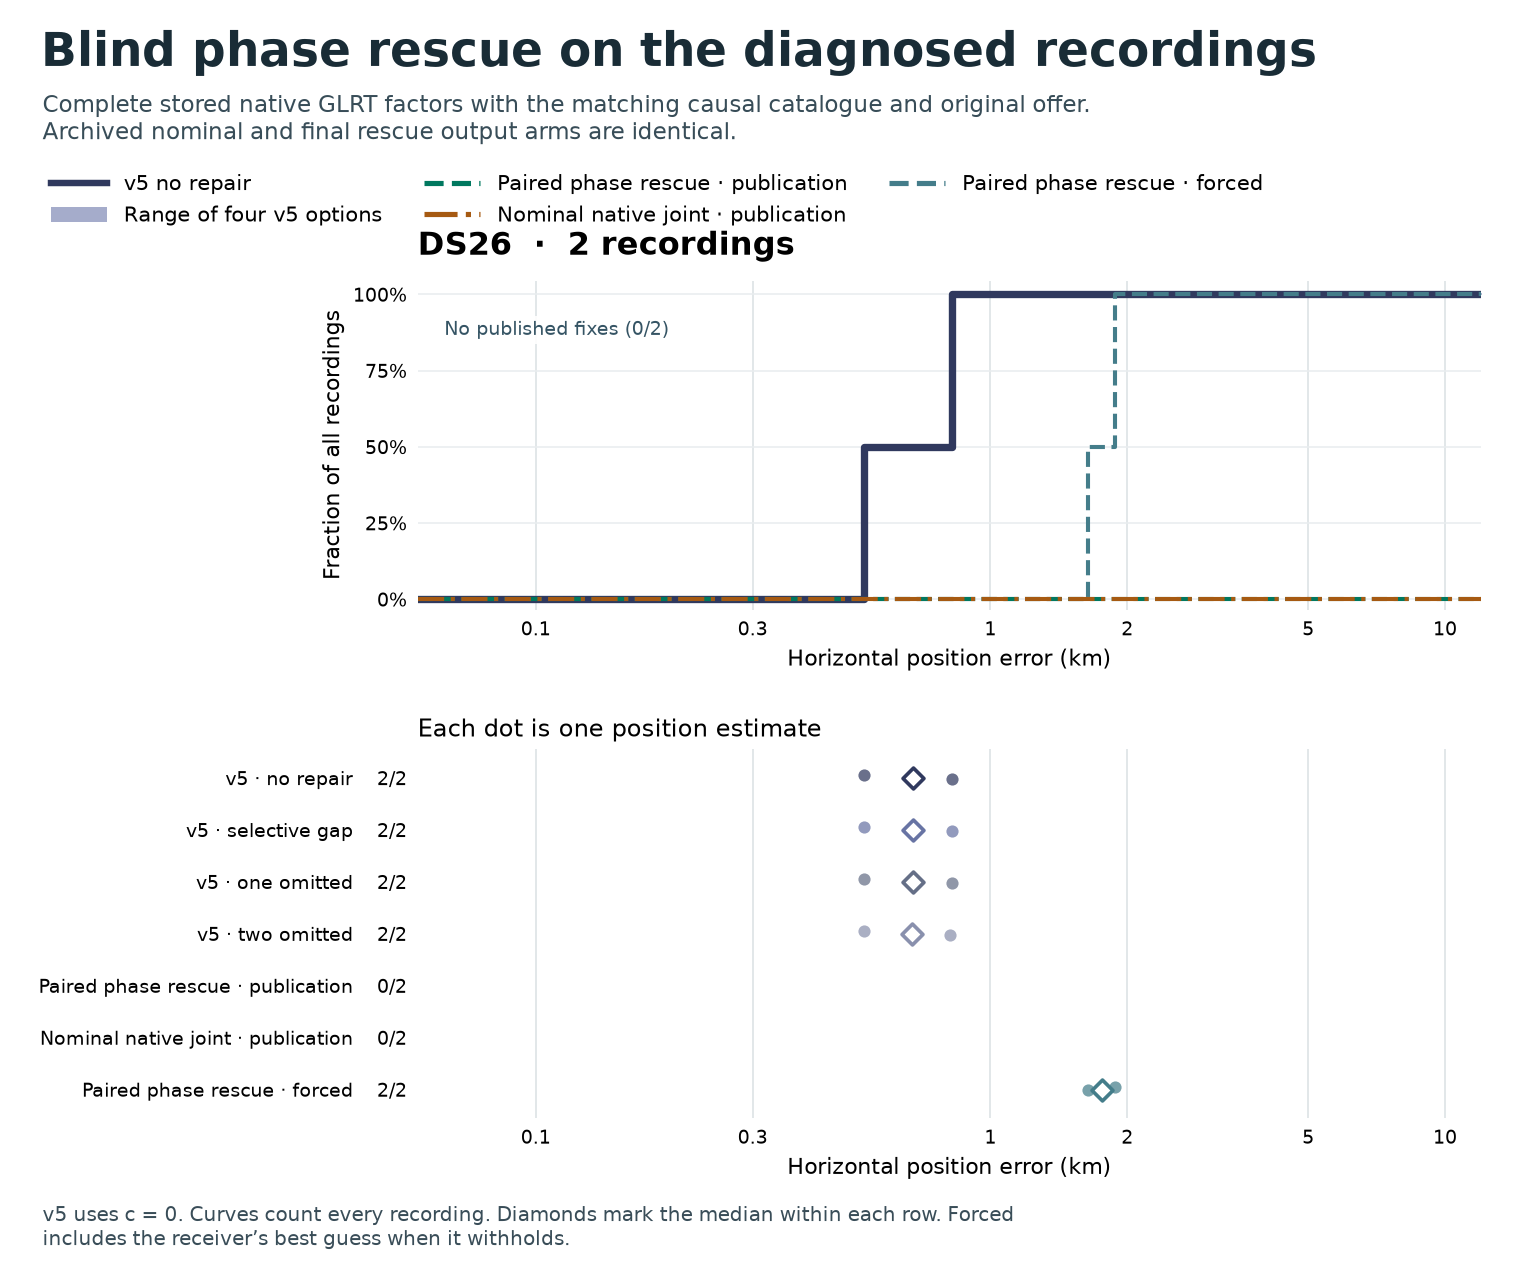 Blind phase rescue on the diagnosed recordings
Complete stored native GLRT factors with the matching causal catalogue and original offer.
Archived nominal and final rescue output arms are identical.
v5 no repair
Paired phase rescue · publication
Paired phase rescue · forced
Range of four v5 options
Nominal native joint · publication
DS26 · 2 recordings
Fraction of all recordings
100%
No published fixes (0/2)
75%
50%
25%
0%
0.1 0.3 1 2 5 10
Horizontal position error (km)
Each dot is one position estimate
v5 · no repair 2/2
v5 · selective gap 2/2
v5 · one omitted 2/2
v5 · two omitted 2/2
Paired phase rescue · publication 0/2
Nominal native joint · publication 0/2
Paired phase rescue · forced 2/2
0.1 0.3 1 2 5 10
Horizontal position error (km)
v5 uses c = 0. Curves count every recording. Diamonds mark the median within each row. Forced
includes the receiver’s best guess when it withholds.